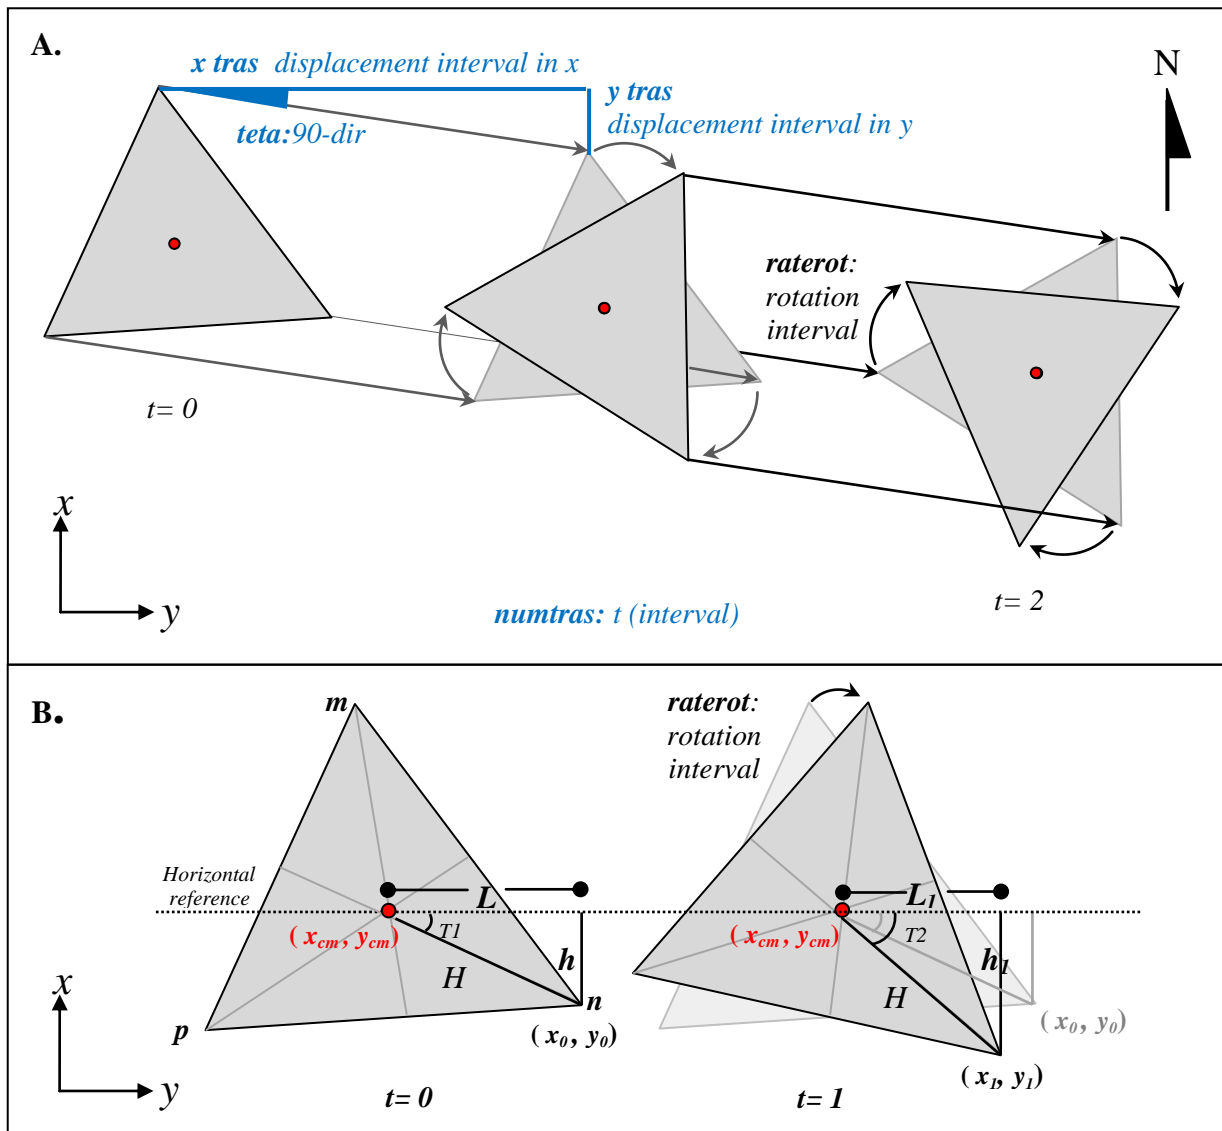 A.
x tras displacement interval in x
y tras
displacement interval in y
teta:90-dir
N
raterot:
rotation
interval
t= 0
x
y
numtras: t (interval)
t= 2
B.
m
raterot:
rotation
interval
Horizontal
reference
L
L1
(xcm, ycm)
T1
h
H
(xcm, ycm)
T2
h1
H
x
y
p
n
(x0, y0)
(x0, y0)
(x1, y1)
t= 0
t= 1